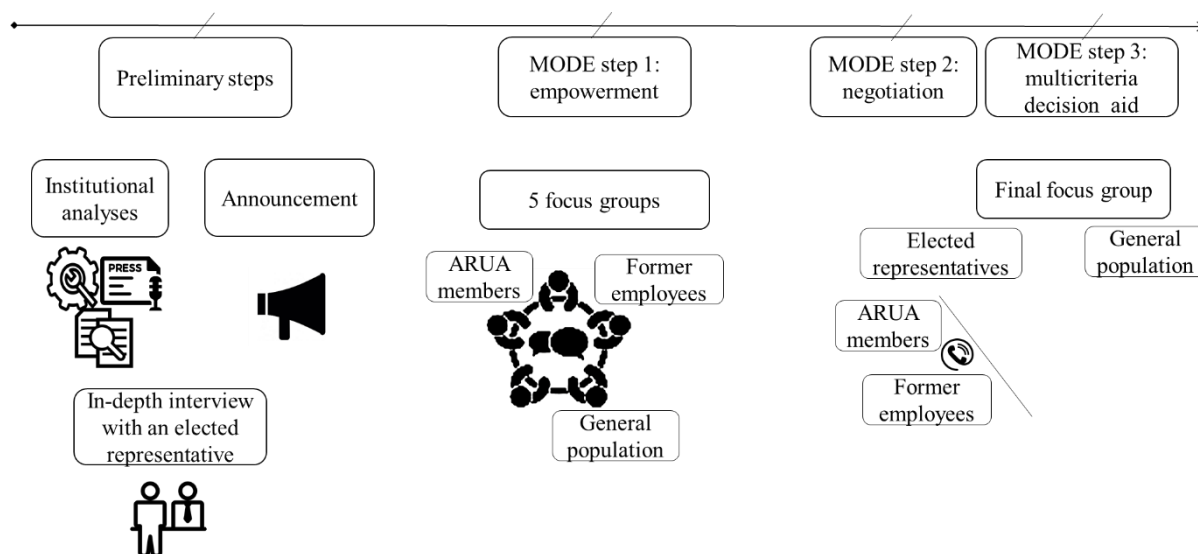 Preliminary steps
MODE step 1:
empowerment
MODE step 2:
negotiation
MODE step 3:
multicriteria
decision aid
Institutional
analyses
Announcement
PRESS
In-depth interview
with an elected
representative
5 focus groups
ARUA
members
Former
employees
General
population
Final focus group
Elected
representatives
General
population
ARUA
members
Former
employees